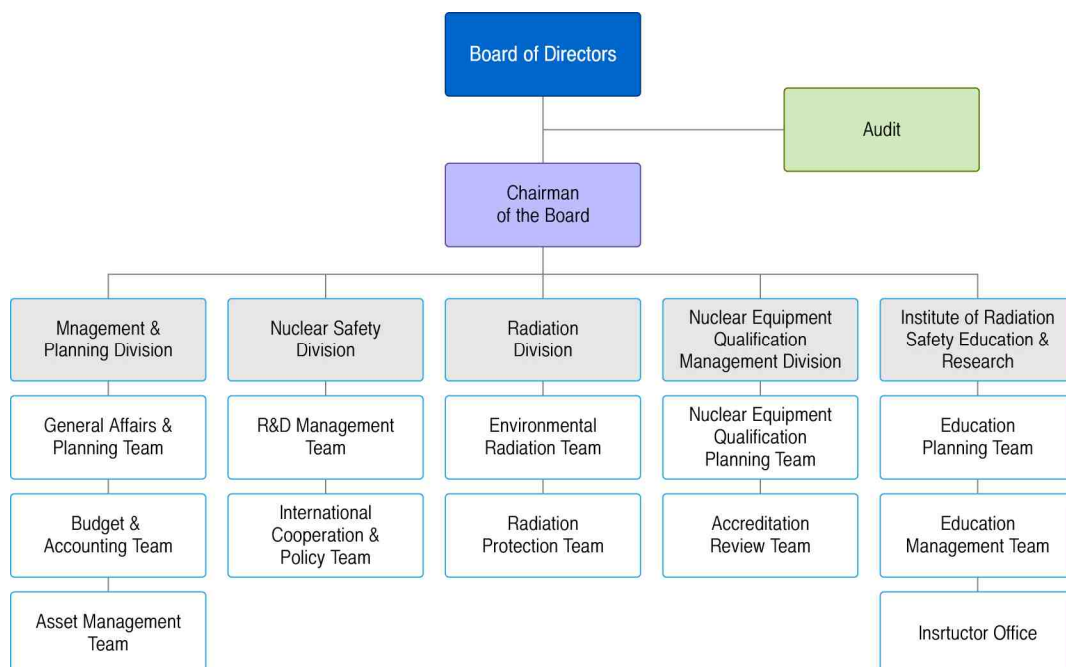 Board of Directors
Audit
Chairman
of the Board
Mnagement &
Planning Division
Nuclear Safety
Division
Radiation
Division
Nuclear Equipment
Qualification
Management Division
Institute of Radiation
Safety Education &
Research
General Affairs &
Planning Team
R&D Management
Team
Environmental
Radiation Team
Nuclear Equipment
Qualification
Planning Team
Education
Planning Team
Budget &
Accounting Team
International
Cooperation &
Policy Team
Radiation
Protection Team
Accreditation
Review Team
Education
Management Team
Asset Management
Team
Insrtuctor Office